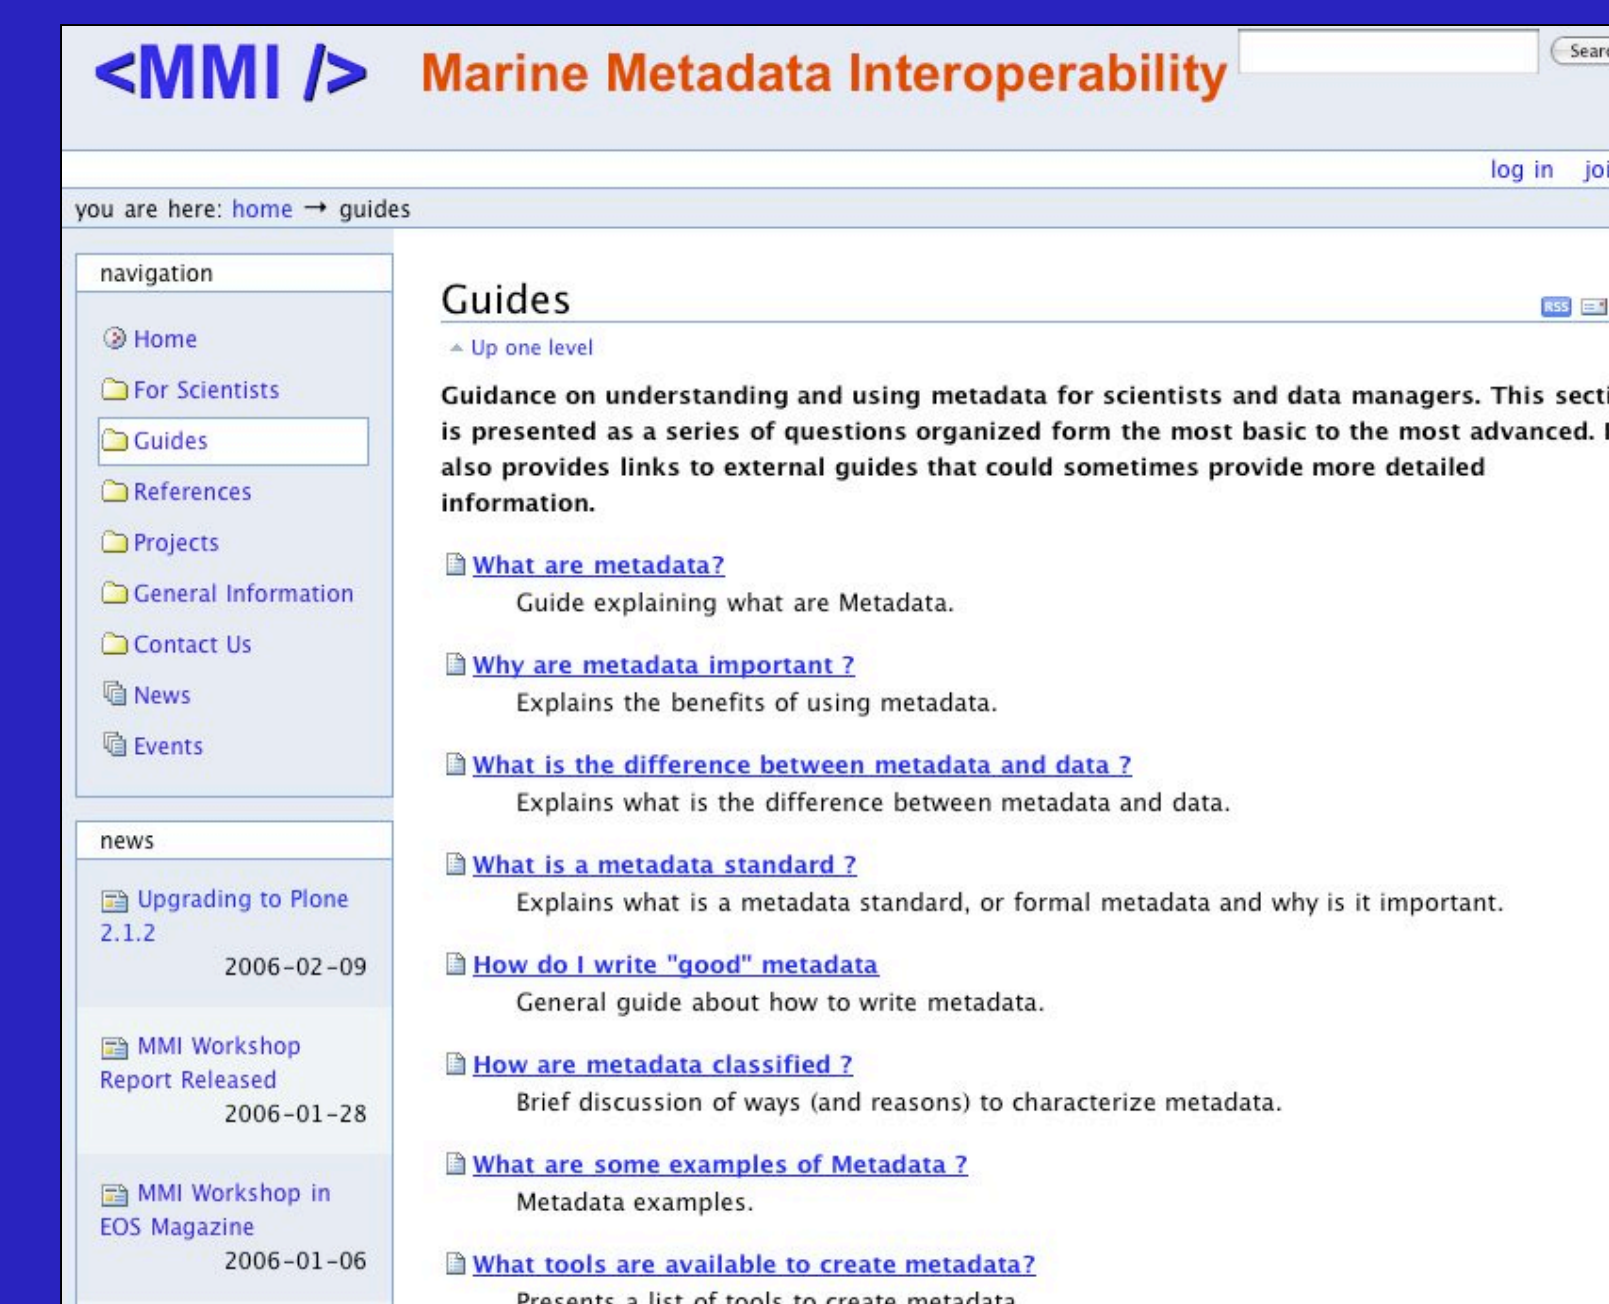 <MMI /> Marine Metadata Interoperability
log in
you are here: home → guides
navigation
Home
For Scientists
Guides
References
Projects
General Information
Contact Us
News
Events
news
Upgrading to Plone
2.1.2
2006-02-09
MMI Workshop
Report Released
2006-01-28
MMI Workshop in
EOS Magazine
2006-01-06
Guides
RSS
Up one level
Guidance on understanding and using metadata for scientists and data managers. This
is presented as a series of questions organized form the most basic to the most advanced.
also provides links to external guides that could sometimes provide more detailed
information.
What are metadata?
Guide explaining what are Metadata.
Why are metadata important ?
Explains the benefits of using metadata.
What is the difference between metadata and data ?
Explains what is the difference between metadata and data.
What is a metadata standard ?
Explains what is a metadata standard, or formal metadata and why is it important.
How do I write "good" metadata
General guide about how to write metadata.
How are metadata classified ?
Brief discussion of ways (and reasons) to characterize metadata.
What are some examples of Metadata ?
Metadata examples.
What tools are available to create metadata?
Presents a list of tools to create metadata